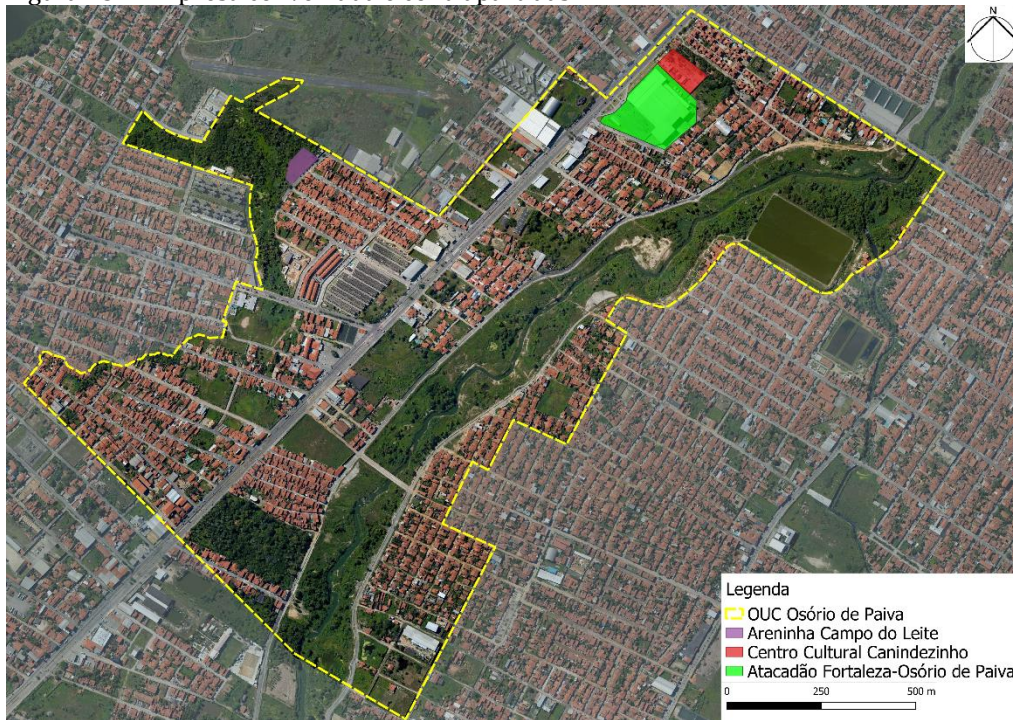 N
Legenda
OUC Osório de Paiva
Areninha Campo do Leite
Centro Cultural Canindezinho
Atacadão Fortaleza-Osório de Paiva
0 250 500 m